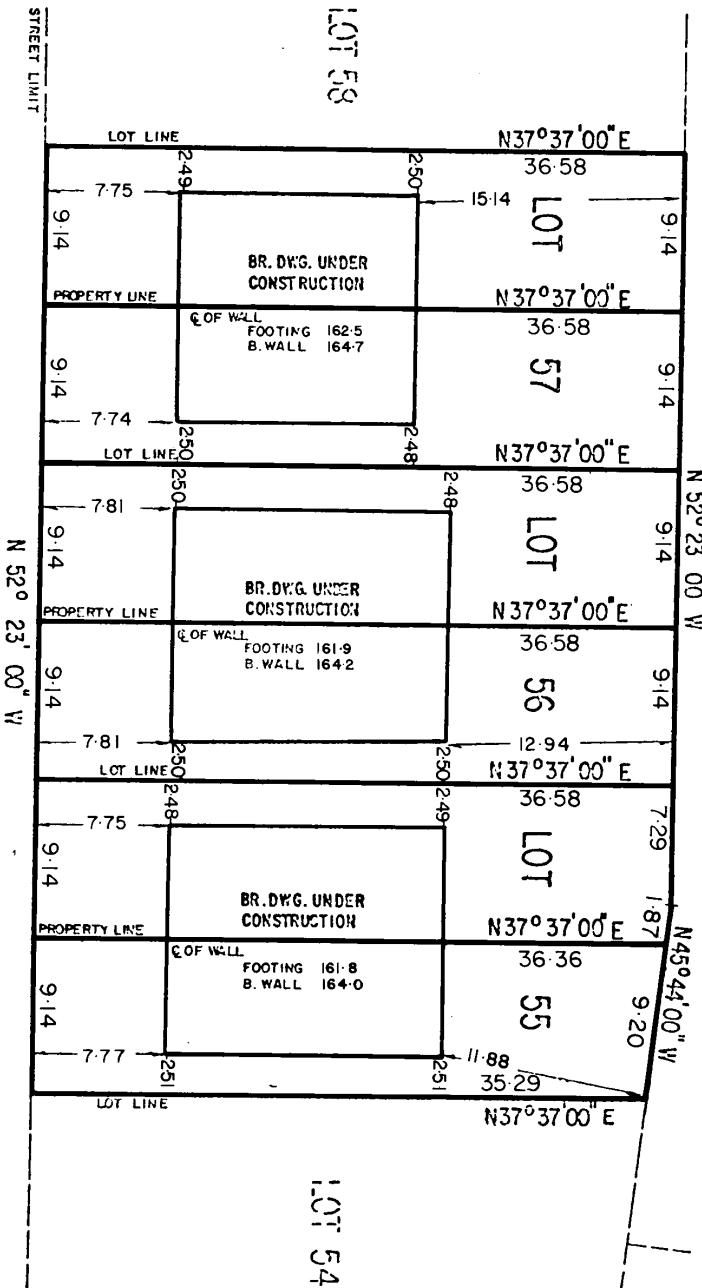 STREET LIMIT
LOT 58
LOT LINE
N37°37'00"E
36.58
2.49
2.50
7.75
15.14
9.14
LOT
9.14
BR. DWG. UNDER
CONSTRUCTION
PROPERTY LINE
N37°37'00"E
36.58
℄ OF WALL
FOOTING 162.5
B. WALL 164.7
57
9.14
9.14
7.74
2.50
2.48
LOT LINE
N37°37'00"E
36.58
N 52° 23' 00" W
2.50
2.48
7.81
9.14
LOT
9.14
N 52° 23' 00" W
BR. DWG. UNDER
CONSTRUCTION
PROPERTY LINE
N37°37'00"E
36.58
℄ OF WALL
FOOTING 161.9
B. WALL 164.2
56
9.14
9.14
7.81
2.50
2.50
12.94
LOT LINE
N37°37'00"E
36.58
2.48
2.49
7.29
7.75
9.14
LOT
1.87
BR. DWG. UNDER
CONSTRUCTION
PROPERTY LINE
N37°37'00"E
36.36
N45°44'00"W
℄ OF WALL
FOOTING 161.8
B. WALL 164.0
55
9.14
9.20
7.77
2.51
2.51
11.88
35.29
LOT LINE
N37°37'00"E
LOT 54